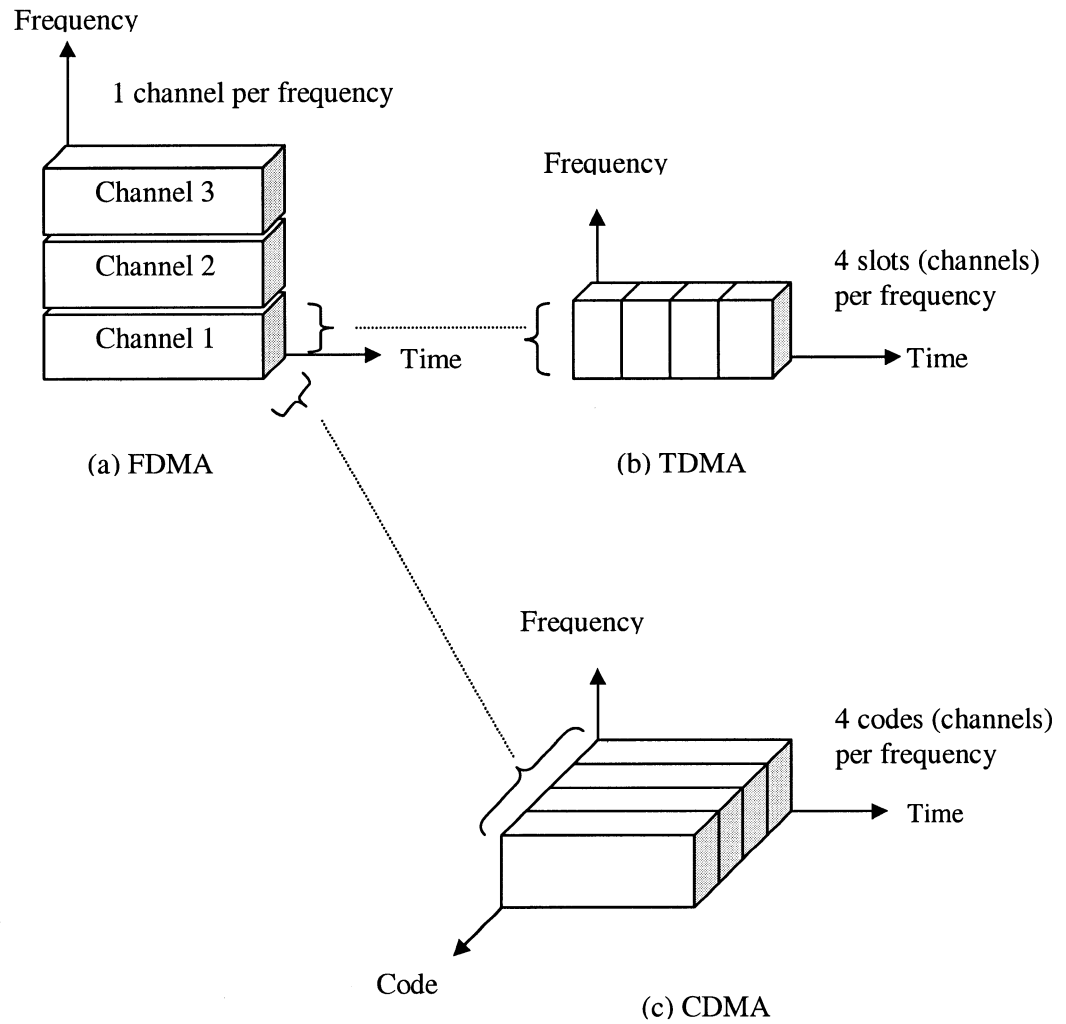 Frequency
1 channel per frequency
Channel 3
Channel 2
Channel 1
Time
(a) FDMA
Frequency
4 slots (channels)
per frequency
Time
(b) TDMA
Frequency
4 codes (channels)
per frequency
Time
Code
(c) CDMA